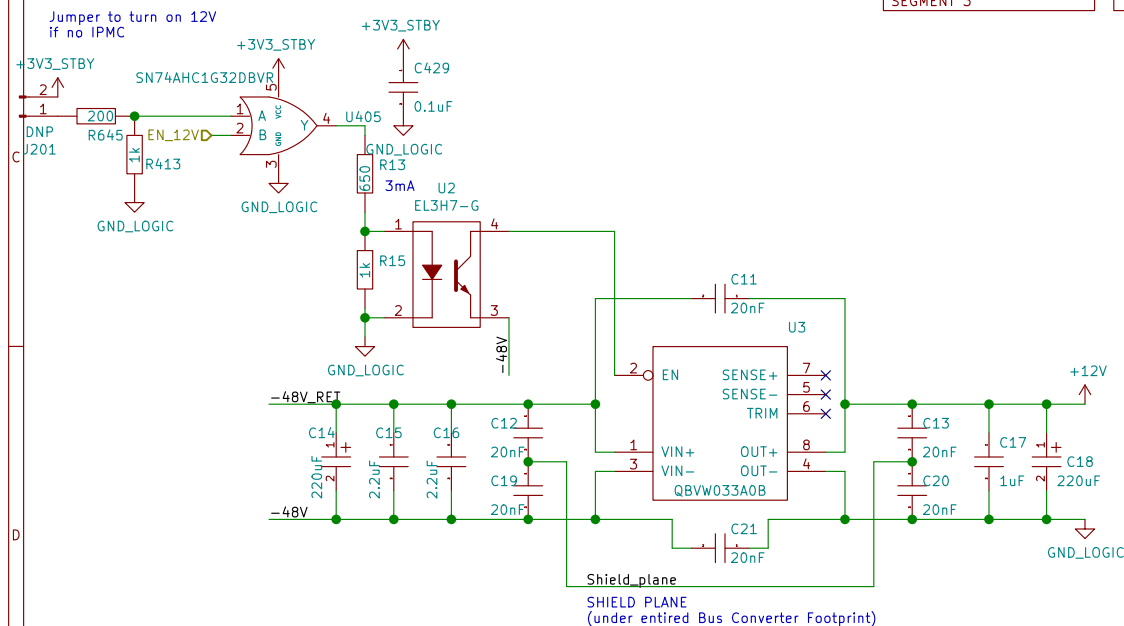 SEGMENT 3
Jumper to turn on 12V
if no IPMC
+3V3_STBY
+3V3_STBY
+3V3_STBY
C429
0.1uF
GND_LOGIC
SN74AHC1G32DBVR
5
VCC
1
A
2
B
GND
3
Y
4
U405
GND_LOGIC
2
1
DNP
J201
200
R645
EN_12V
1k
R413
GND_LOGIC
R13
650
3mA
U2
EL3H7-G
1
4
2
3
R15
1k
GND_LOGIC
-48V
C11
20nF
U3
2
EN
SENSE+
7
SENSE-
5
TRIM
6
1
VIN+
OUT+
8
3
VIN-
OUT-
4
QBVW033A0B
+12V
-48V_RET
C14
1
2
220uF
C15
2.2uF
C16
2.2uF
C12
20nF
C19
20nF
C13
20nF
C20
20nF
C17
1uF
1
2
C18
220uF
-48V
C21
20nF
GND_LOGIC
Shield_plane
SHIELD PLANE
(under entired Bus Converter Footprint)
C
D